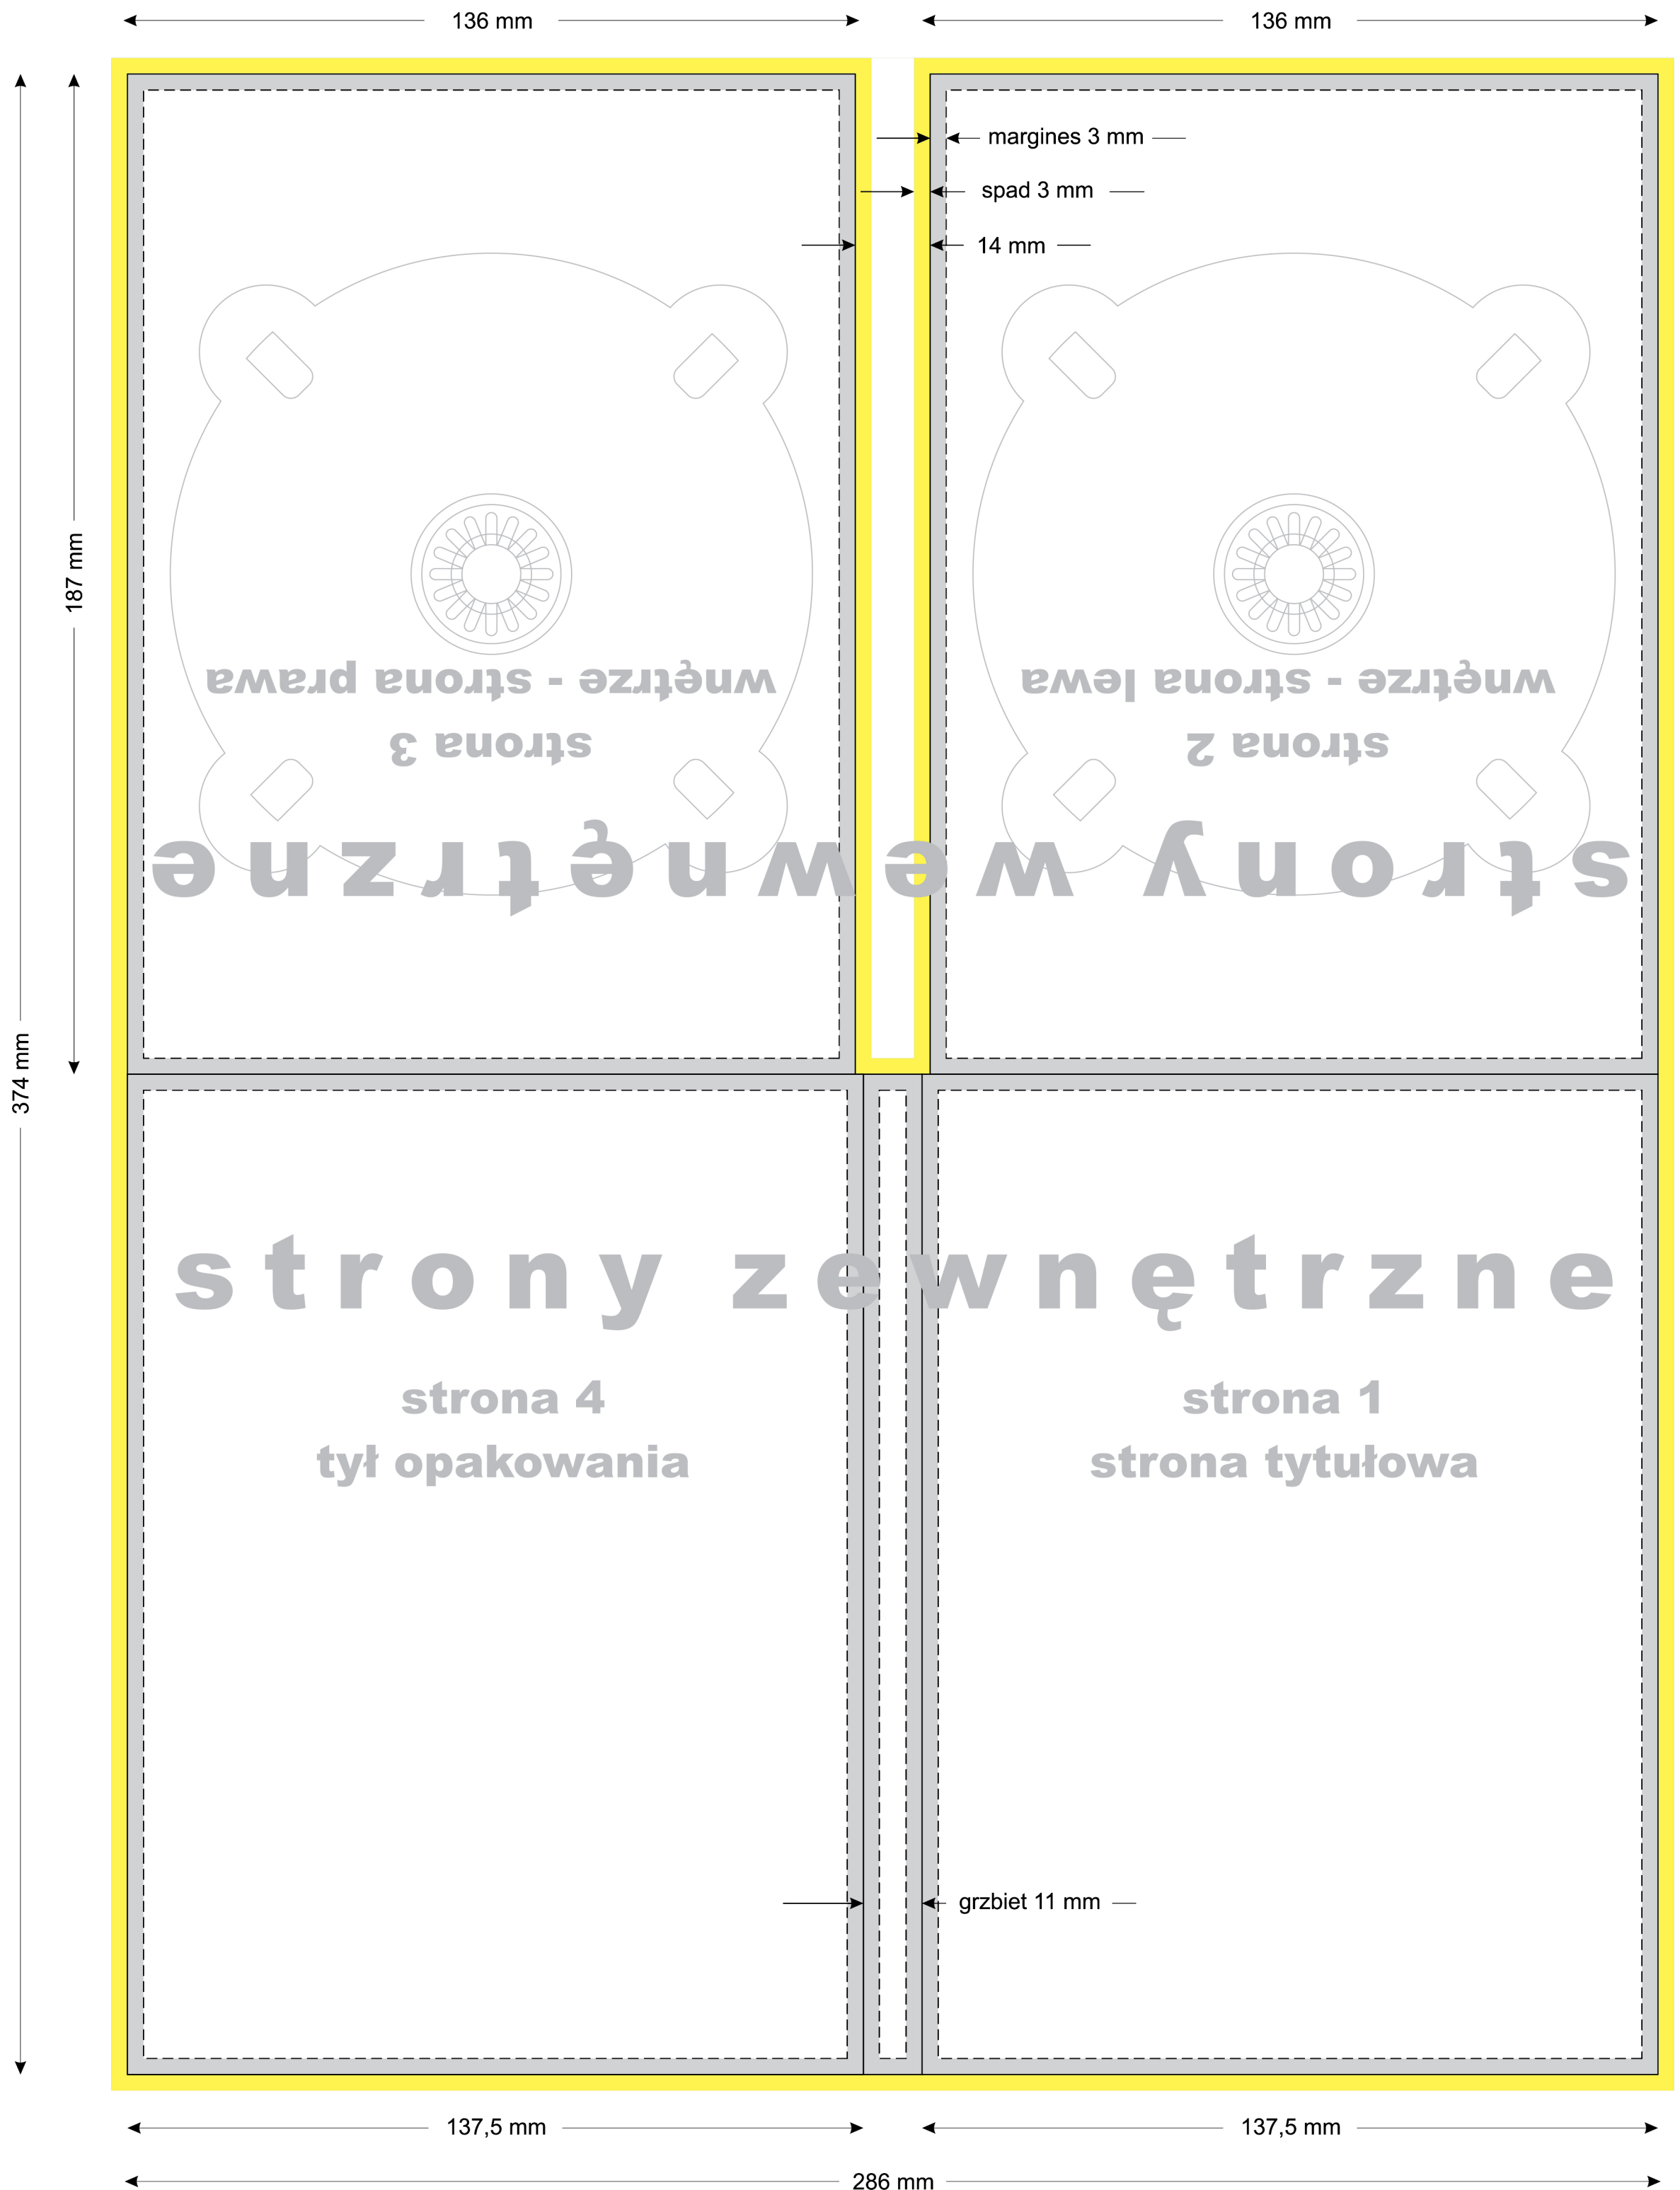 136 mm
136 mm
margines 3 mm
spad 3 mm
14 mm
187 mm
374 mm
wnętrze - strona prawa
wnętrze - strona lewa
strona 3
strona 2
strony wewnętrzne
strony zewnętrzne
strona 4
strona 1
tył opakowania
strona tytułowa
grzbiet 11 mm
137,5 mm
137,5 mm
286 mm